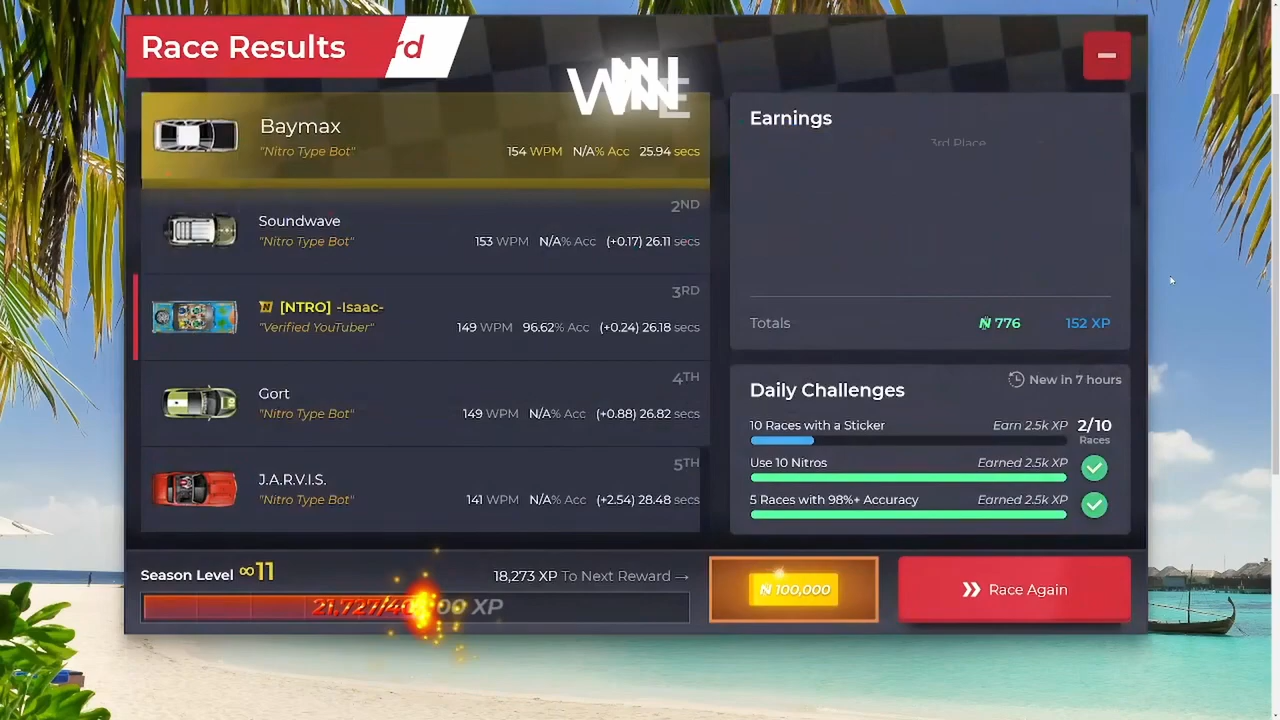 Race Results
rd
Baymax
"Nitro Type Bot"
154 WPM N/A% Acc 25.94 secs
2ND
Soundwave
"Nitro Type Bot"
153 WPM N/A% Acc (+0.17) 26.11 secs
3RD
[NTRO] -Isaac-
"Verified YouTuber"
149 WPM 96.62% Acc (+0.24) 26.18 secs
4TH
Gort
"Nitro Type Bot"
149 WPM N/A% Acc (+0.88) 26.82 secs
5TH
J.A.R.V.I.S.
"Nitro Type Bot"
141 WPM N/A% Acc (+2.54) 28.48 secs
Earnings
3rd Place
Totals N 776 152 XP
Daily Challenges
New in 7 hours
10 Races with a Sticker Earn 2.5k XP 2/10
Races
Use 10 Nitros Earned 2.5k XP
5 Races with 98%+ Accuracy Earned 2.5k XP
Season Level ∞11
18,273 XP To Next Reward →
XP
N 100,000
Race Again